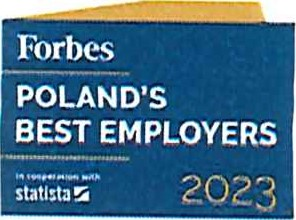 Forbes
POLAND'S
BEST EMPLOYERS
in cooperation with
statista
2023